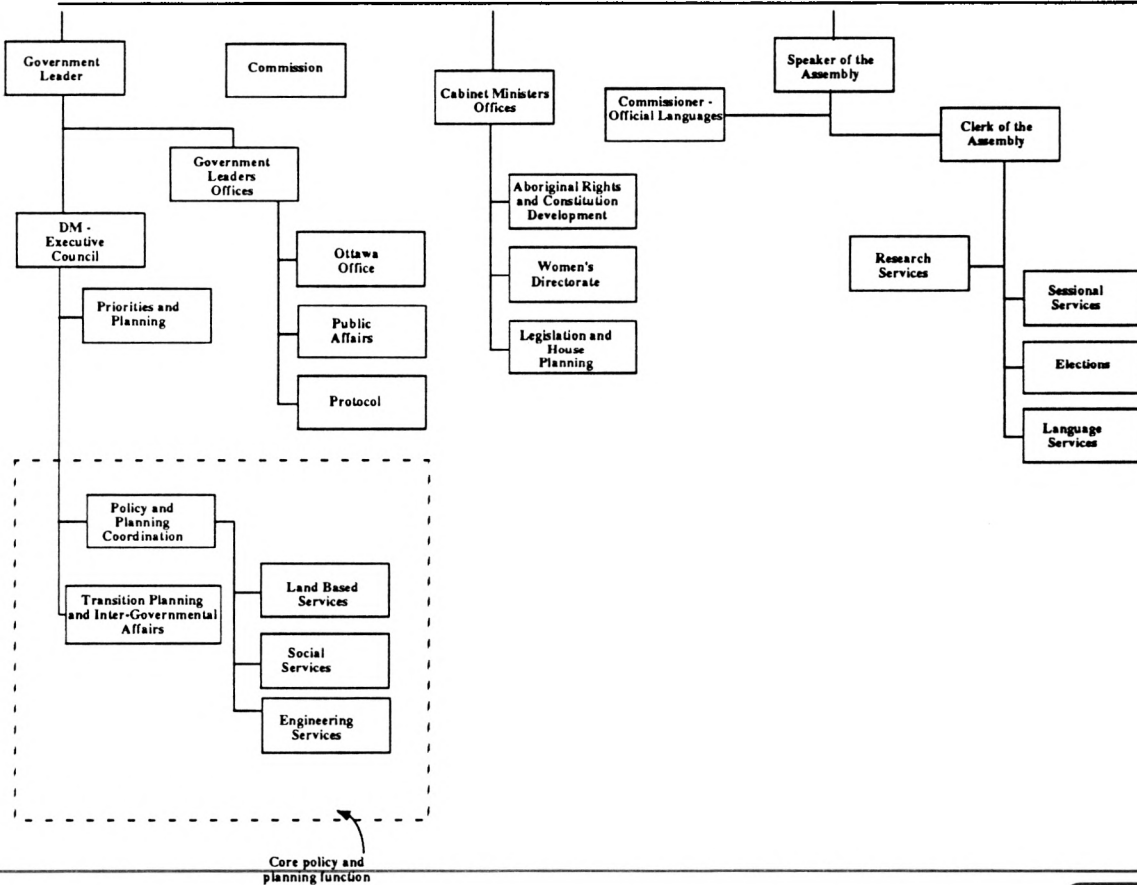 Government
Leader
Commission
Cabinet Ministers
Offices
Speaker of the
Assembly
Commissioner -
Official Languages
Clerk of the
Assembly
Government
Leaders
Offices
DM -
Executive
Council
Ottawa
Office
Priorities and
Planning
Public
Affairs
Protocol
Aboriginal Rights
and Constitution
Development
Women's
Directorate
Legislation and
House
Planning
Research
Services
Sessional
Services
Elections
Language
Services
Policy and
Planning
Coordination
Transition Planning
and Inter-Governmental
Affairs
Land Based
Services
Social
Services
Engineering
Services
Core policy and
planning function